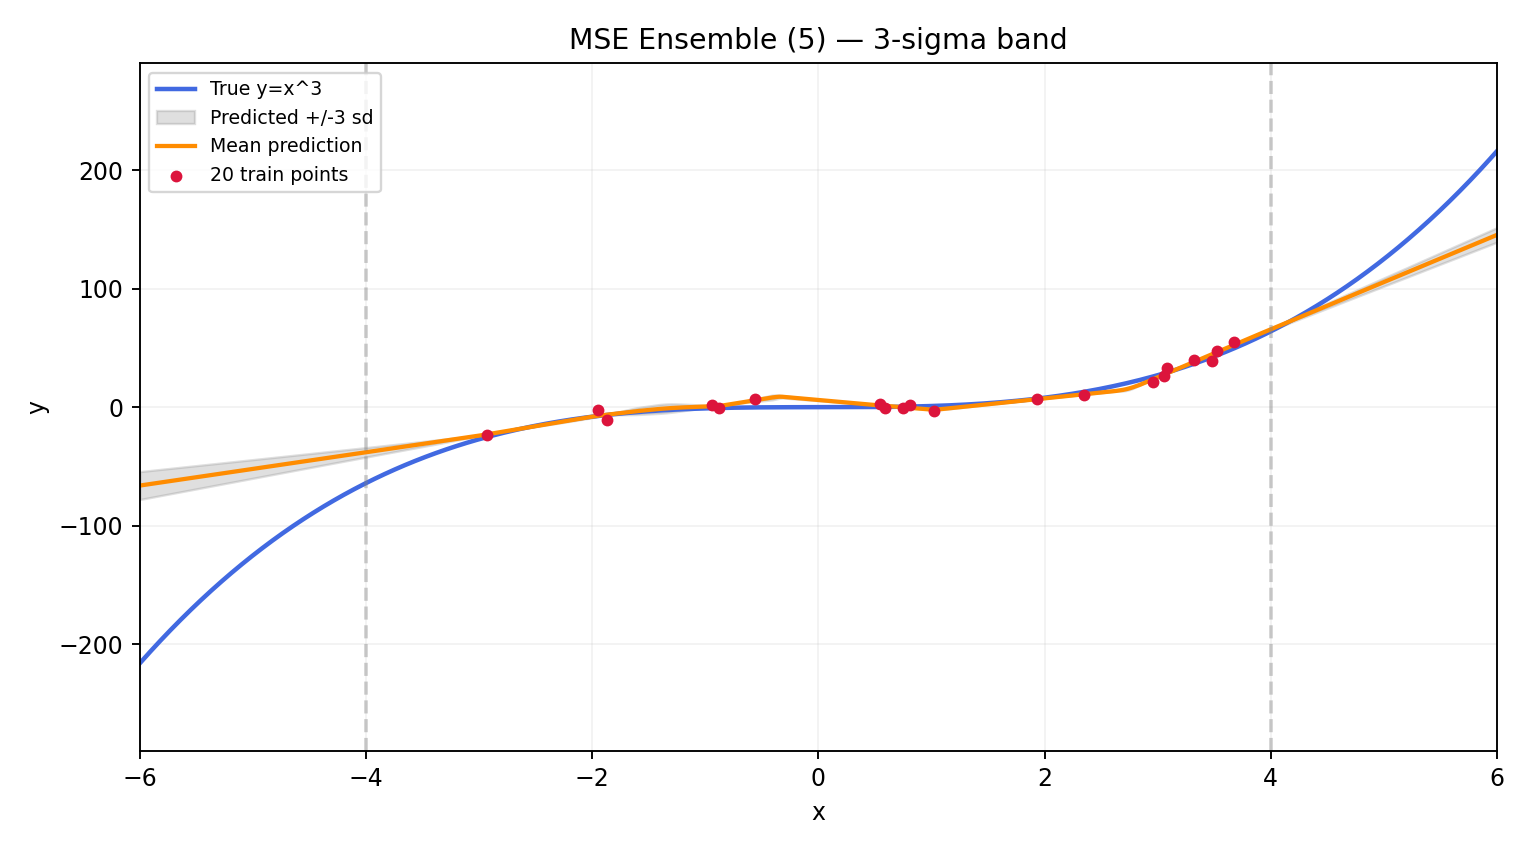 MSE Ensemble (5) — 3-sigma band
True y=x^3
Predicted +/-3 sd
Mean prediction
20 train points
y
200
100
0
−100
−200
−6 −4 −2 0 2 4 6
x